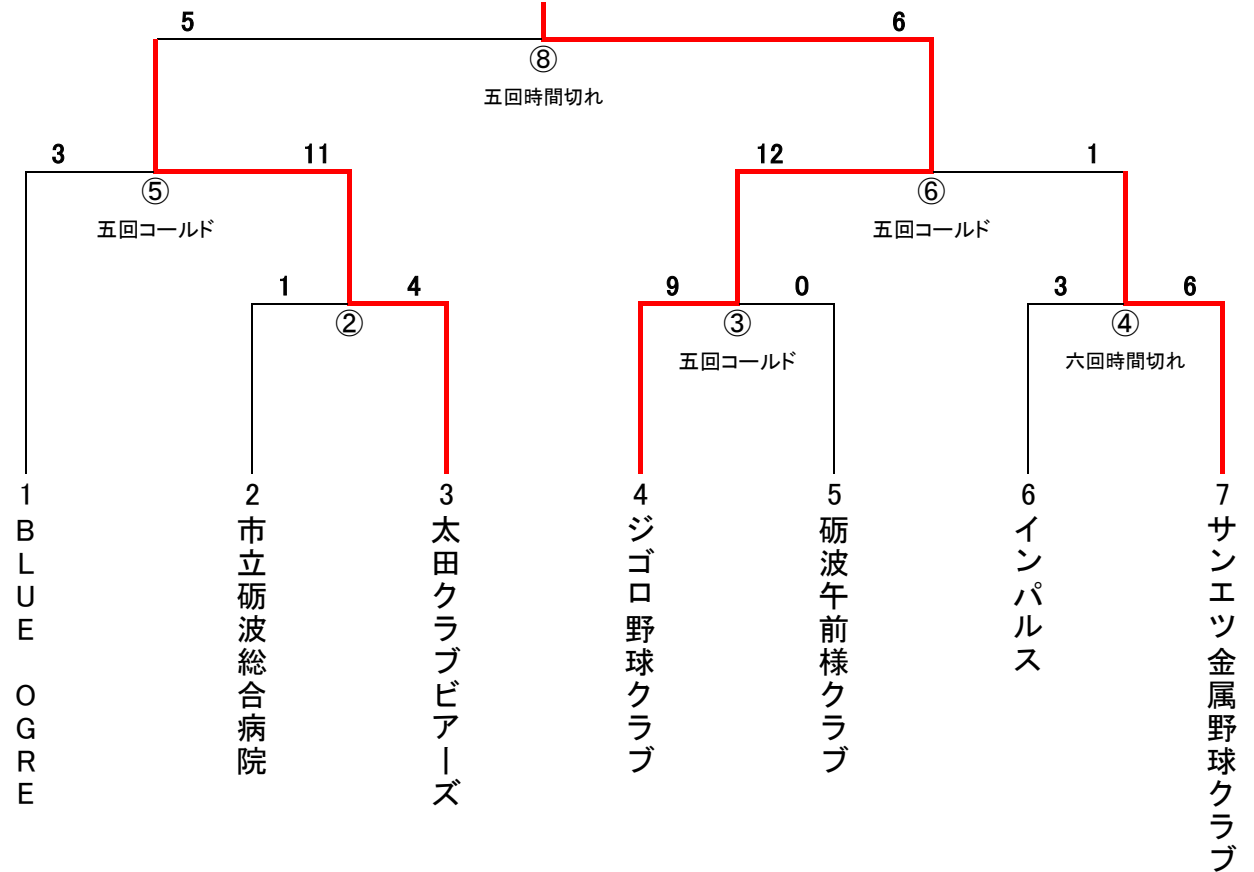 5 6
⑧
五回時間切れ
3 11 12 1
⑤ ⑥
五回コールド 五回コールド
1 4 9 0 3 6
② ③ ④
五回コールド 六回時間切れ
1 2 3 4 5 6 7
BLUE OGRE
市立砺波総合病院
太田クラブビアーズ
ジゴロ野球クラブ
砺波午前様クラブ
インパルス
サンエツ金属野球クラブ